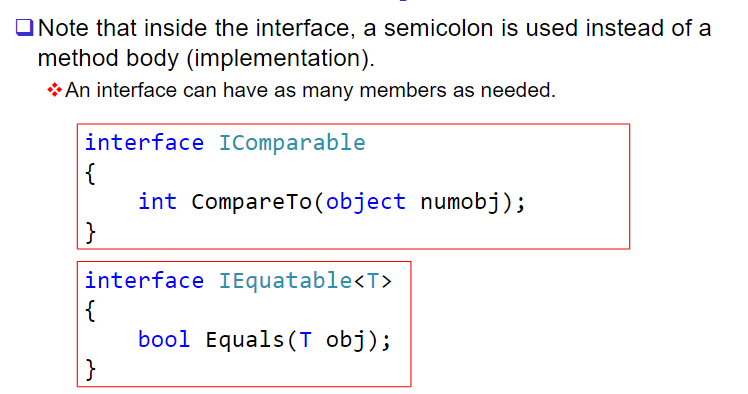 Note that inside the interface, a semicolon is used instead of a
method body (implementation).
An interface can have as many members as needed.
interface IComparable
{
    int CompareTo(object numobj);
}
interface IEquatable<T>
{
    bool Equals(T obj);
}